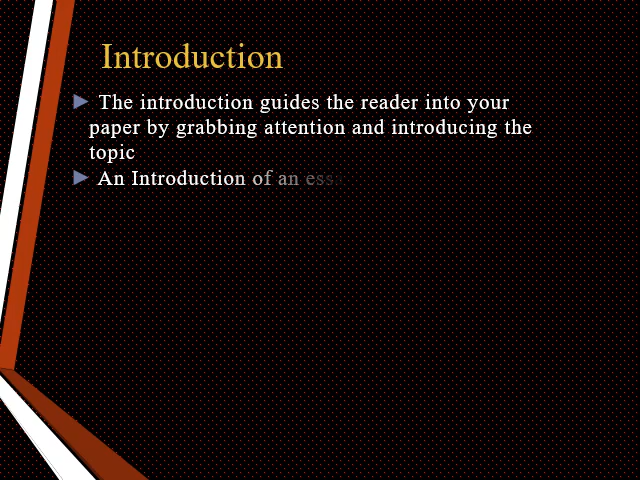 Introduction
The introduction guides the reader into your
paper by grabbing attention and introducing the
topic
An Introduction of an